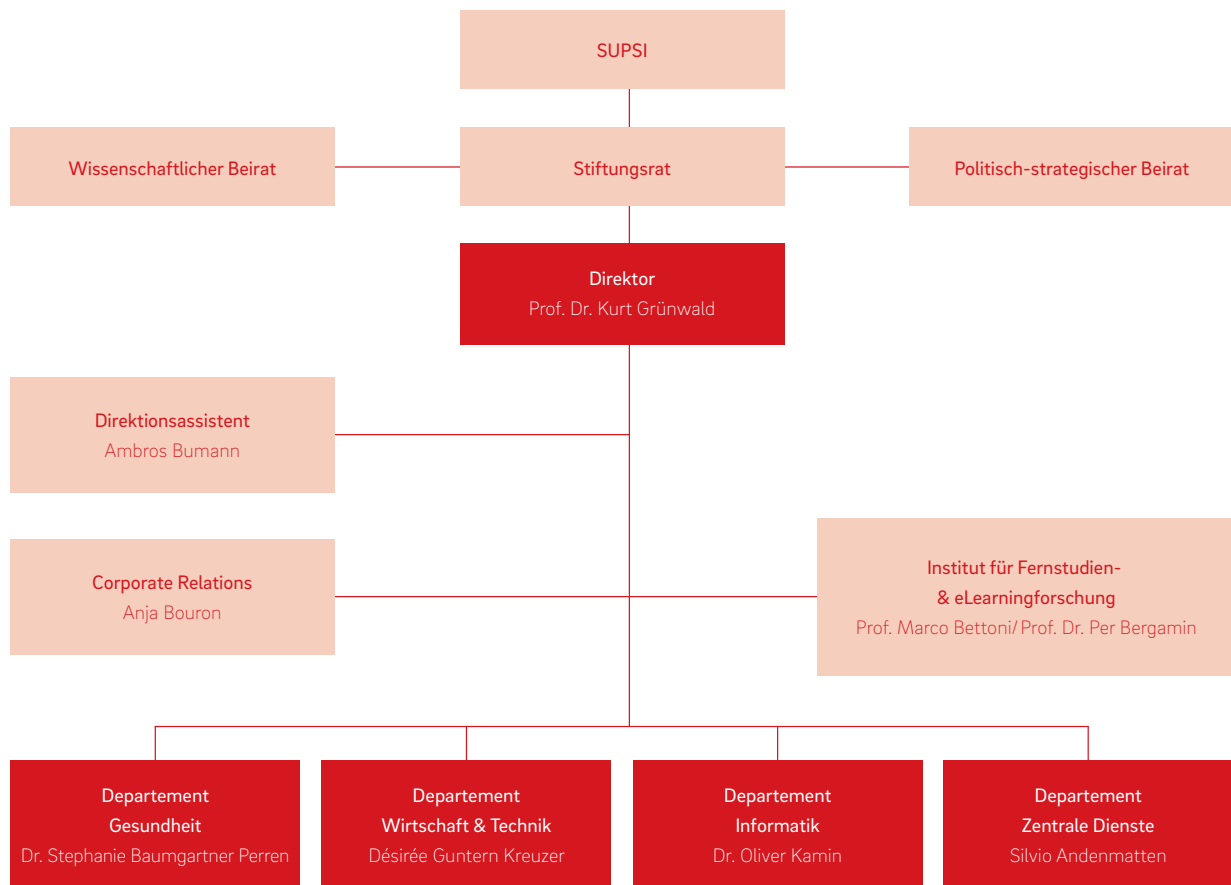 SUPSI
Wissenschaftlicher Beirat
Stiftungsrat
Politisch-strategischer Beirat
Direktor
Prof. Dr. Kurt Grünwald
Direktionsassistent
Ambros Bumann
Corporate Relations
Anja Bouron
Institut für Fernstudien-
& eLearningforschung
Prof. Marco Bettoni/Prof. Dr. Per Bergamin
Departement
Gesundheit
Dr. Stephanie Baumgartner Perren
Departement
Wirtschaft & Technik
Désirée Guntern Kreuzer
Departement
Informatik
Dr. Oliver Kamin
Departement
Zentrale Dienste
Silvio Andenmatten